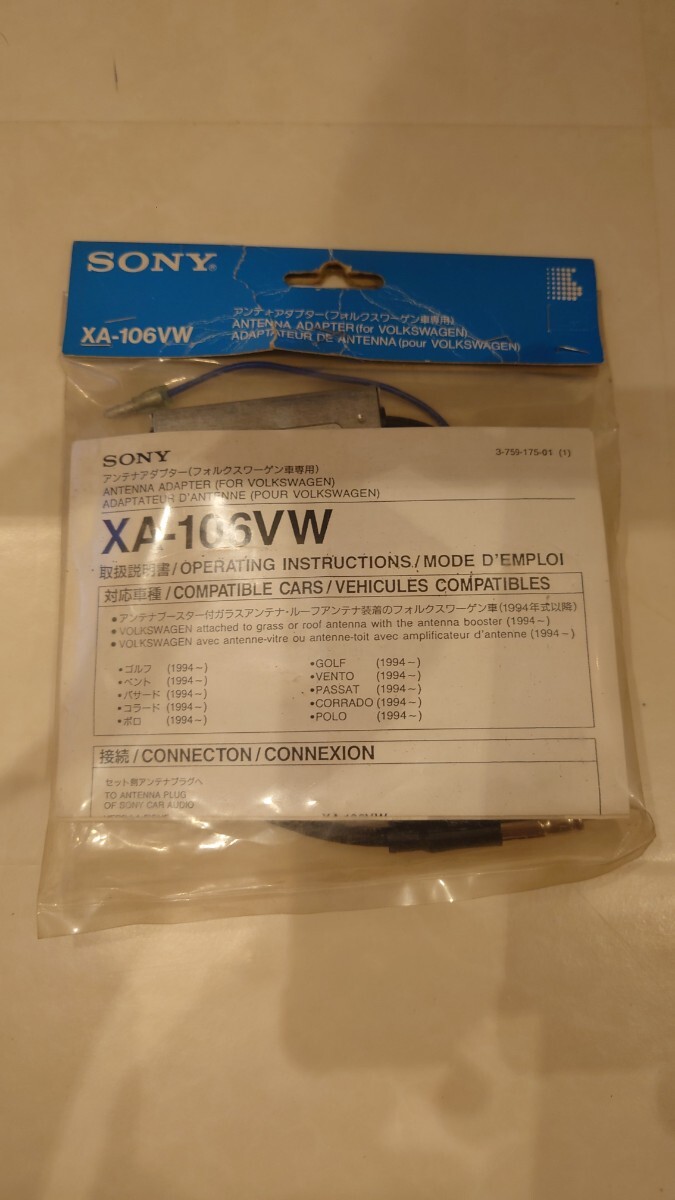 SONY®
XA-106VW
アンテナアダプター(フォルクスワーゲン車専用)
ANTENNA ADAPTER (for VOLKSWAGEN)
ADAPTATEUR DE ANTENNA (pour VOLKSWAGEN)
SONY
3-759-175-01 (1)
アンテナアダプター(フォルクスワーゲン車専用)
ANTENNA ADAPTER (FOR VOLKSWAGEN)
ADAPTATEUR D'ANTENNE (POUR VOLKSWAGEN)
XA-106VW
取扱説明書/OPERATING INSTRUCTIONS/MODE D'EMPLOI
対応車種/COMPATIBLE CARS/VEHICULES COMPATIBLES
•アンテナブースター付ガラスアンテナ・ルーフアンテナ装着のフォルクスワーゲン車(1994年式以降)
•VOLKSWAGEN attached to grass or roof antenna with the antenna booster (1994~)
•VOLKSWAGEN avec antenne-vitre ou antenne-toit avec amplificateur d'antenne (1994~)
•ゴルフ (1994~)
•ベント (1994~)
•パサード (1994~)
•コラード (1994~)
•ポロ (1994~)
•GOLF (1994~)
•VENTO (1994~)
•PASSAT (1994~)
•CORRADO (1994~)
•POLO (1994~)
接続/CONNECTON/CONNEXION
セット側アンテナプラグへ
TO ANTENNA PLUG
OF SONY CAR AUDIO